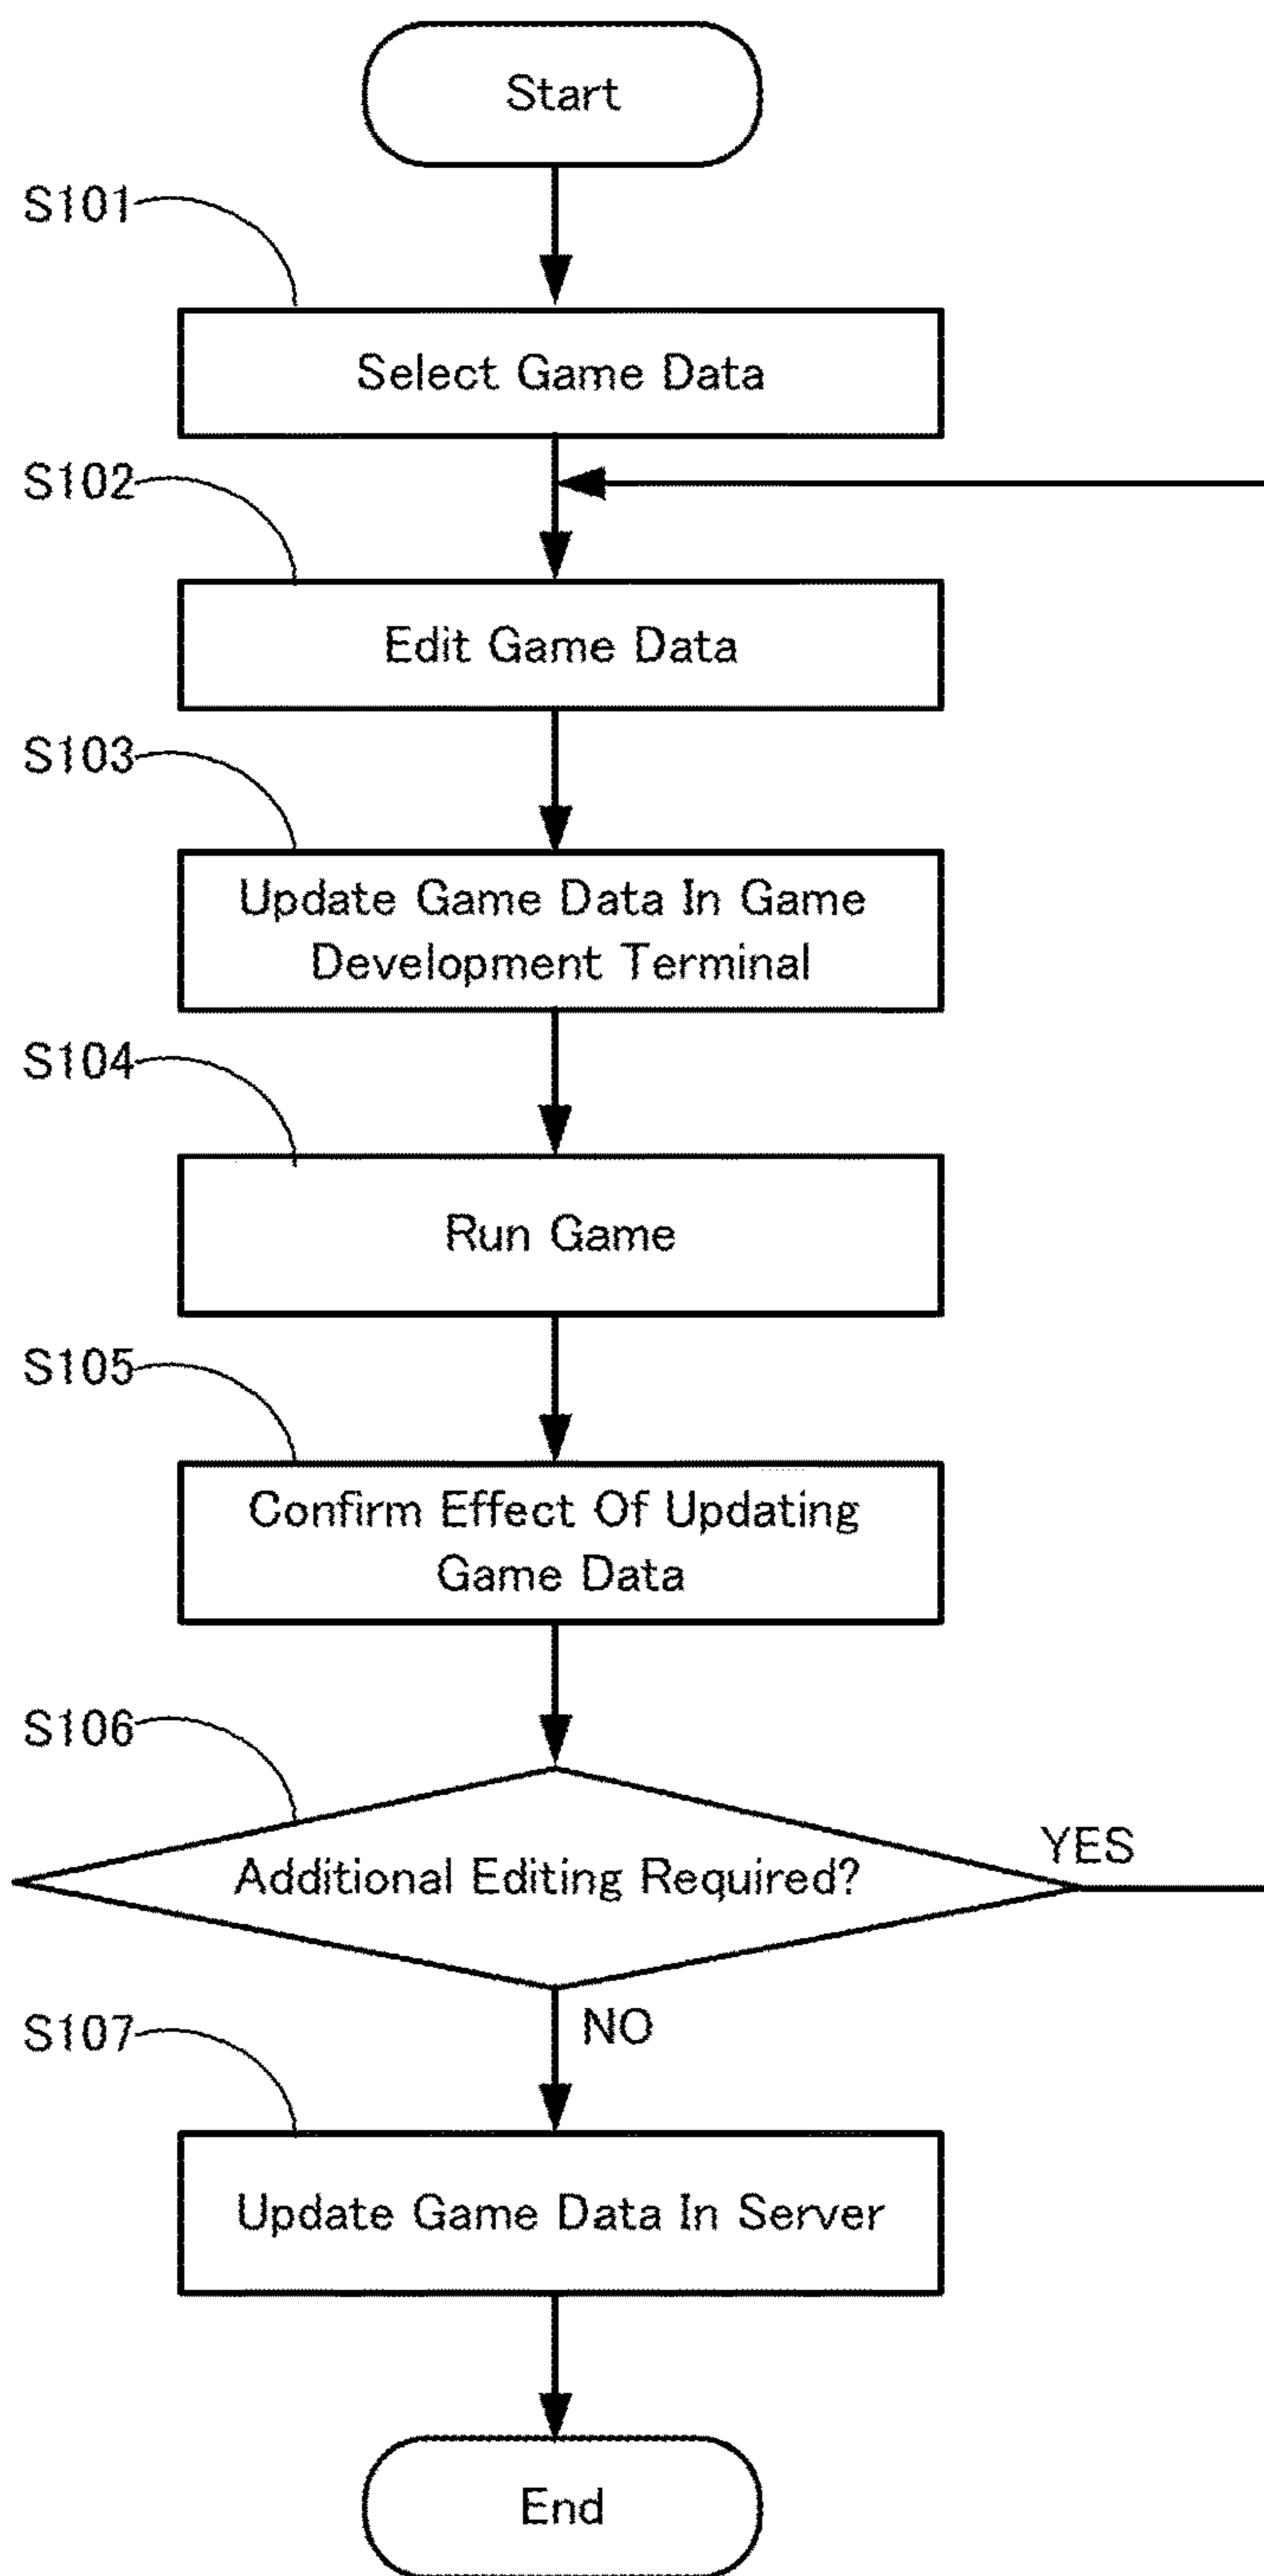 Start
S101
Select Game Data
S102
Edit Game Data
S103
Update Game Data In Game
Development Terminal
S104
Run Game
S105
Confirm Effect Of Updating
Game Data
S106
Additional Editing Required?
YES
NO
S107
Update Game Data In Server
End